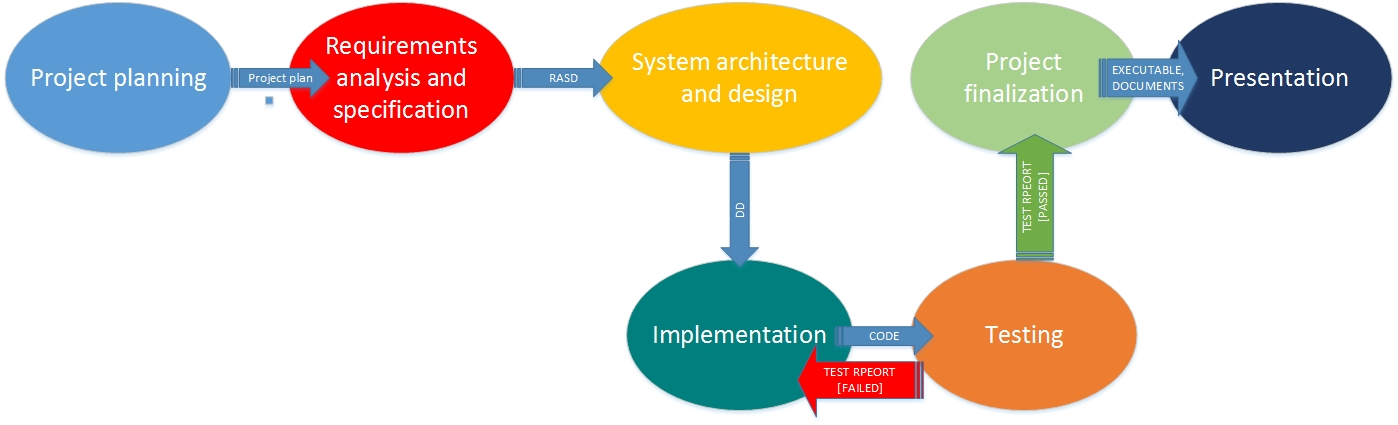 Project planning
Project plan
Requirements
analysis and
specification
RASD
System architecture
and design
DD
Implementation
CODE
TEST RPEORT
[FAILED]
Testing
TEST RPEORT
[PASSED]
Project
finalization
EXECUTABLE,
DOCUMENTS
Presentation